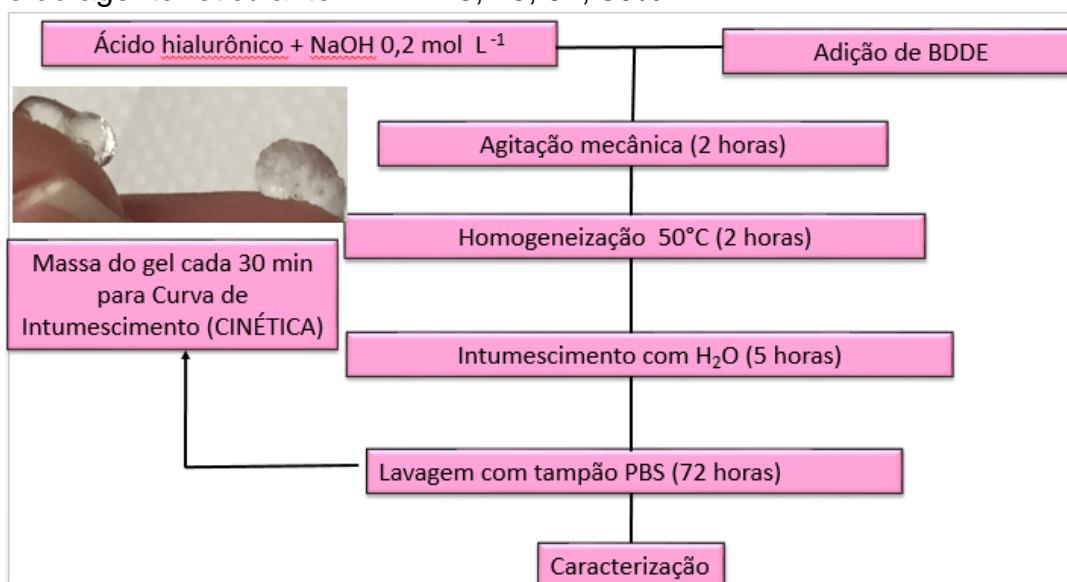 Ácido hialurônico + NaOH 0,2 mol L⁻¹
Adição de BDDE
Agitação mecânica (2 horas)
Homogeneização 50°C (2 horas)
Massa do gel cada 30 min
para Curva de
Intumescimento (CINÉTICA)
Intumescimento com H₂O (5 horas)
Lavagem com tampão PBS (72 horas)
Caracterização